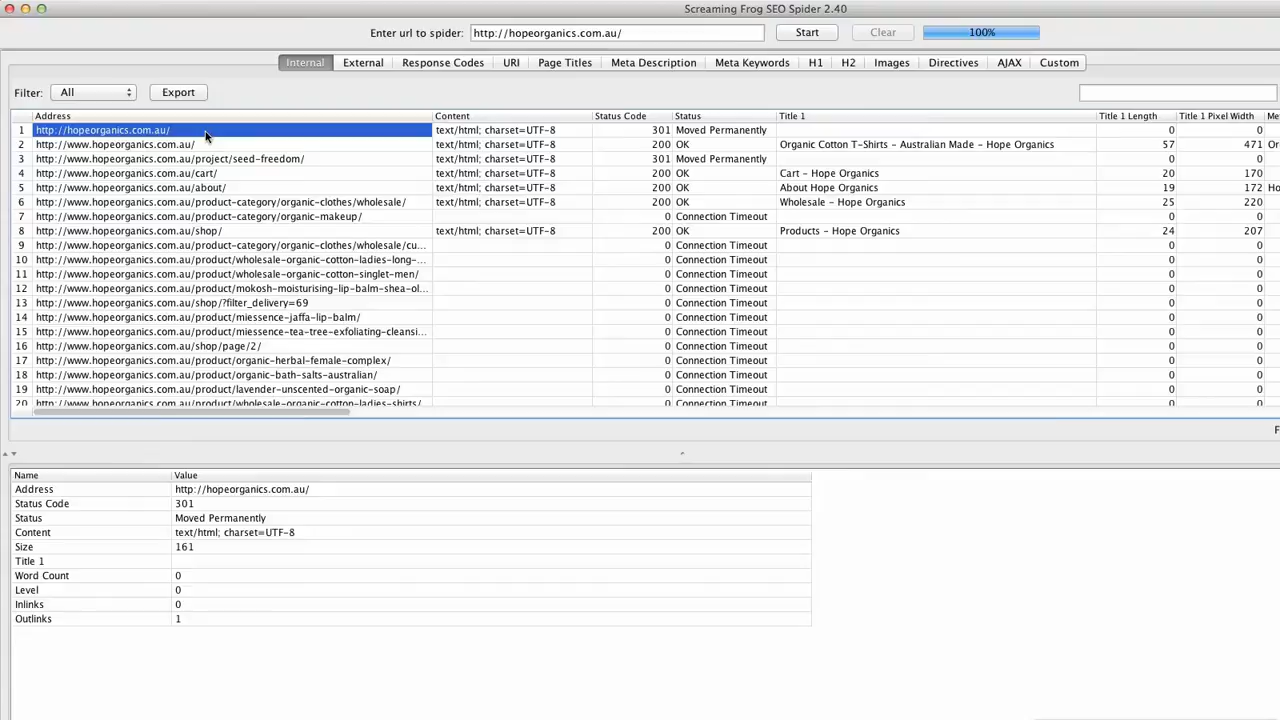 Screaming Frog SEO Spider 2.40
Enter url to spider: http://hopeorganics.com.au/ Start Clear 100%
Internal External Response Codes URI Page Titles Meta Description Meta Keywords H1 H2 Images Directives AJAX Custom
Filter: All Export
Address Content Status Code Status Title 1 Title 1 Length Title 1 Pixel Width Me
1 http://hopeorganics.com.au/ text/html; charset=UTF-8 301 Moved Permanently 0 0
2 http://www.hopeorganics.com.au/ text/html; charset=UTF-8 200 OK Organic Cotton T-Shirts - Australian Made - Hope Organics 57 471 Or
3 http://www.hopeorganics.com.au/project/seed-freedom/ text/html; charset=UTF-8 301 Moved Permanently 0 0
4 http://www.hopeorganics.com.au/cart/ text/html; charset=UTF-8 200 OK Cart - Hope Organics 20 170
5 http://www.hopeorganics.com.au/about/ text/html; charset=UTF-8 200 OK About Hope Organics 19 172 Ho
6 http://www.hopeorganics.com.au/product-category/organic-clothes/wholesale/ text/html; charset=UTF-8 200 OK Wholesale - Hope Organics 25 220
7 http://www.hopeorganics.com.au/product-category/organic-makeup/ 0 Connection Timeout 0 0
8 http://www.hopeorganics.com.au/shop/ text/html; charset=UTF-8 200 OK Products - Hope Organics 24 207
9 http://www.hopeorganics.com.au/product-category/organic-clothes/wholesale/cu... 0 Connection Timeout 0 0
10 http://www.hopeorganics.com.au/product/wholesale-organic-cotton-ladies-long-... 0 Connection Timeout 0 0
11 http://www.hopeorganics.com.au/product/wholesale-organic-cotton-singlet-men/ 0 Connection Timeout 0 0
12 http://www.hopeorganics.com.au/product/mokosh-moisturising-lip-balm-shea-ol... 0 Connection Timeout 0 0
13 http://www.hopeorganics.com.au/shop/?filter_delivery=69 0 Connection Timeout 0 0
14 http://www.hopeorganics.com.au/product/miessence-jaffa-lip-balm/ 0 Connection Timeout 0 0
15 http://www.hopeorganics.com.au/product/miessence-tea-tree-exfoliating-cleansi... 0 Connection Timeout 0 0
16 http://www.hopeorganics.com.au/shop/page/2/ 0 Connection Timeout 0 0
17 http://www.hopeorganics.com.au/product/organic-herbal-female-complex/ 0 Connection Timeout 0 0
18 http://www.hopeorganics.com.au/product/organic-bath-salts-australian/ 0 Connection Timeout 0 0
19 http://www.hopeorganics.com.au/product/lavender-unscented-organic-soap/ 0 Connection Timeout 0 0
20 http://www.hopeorganics.com.au/product/wholesale-organic-cotton-ladies-shirts/ 0 Connection Timeout 0 0
F
Name Value
Address http://hopeorganics.com.au/
Status Code 301
Status Moved Permanently
Content text/html; charset=UTF-8
Size 161
Title 1
Word Count 0
Level 0
Inlinks 0
Outlinks 1